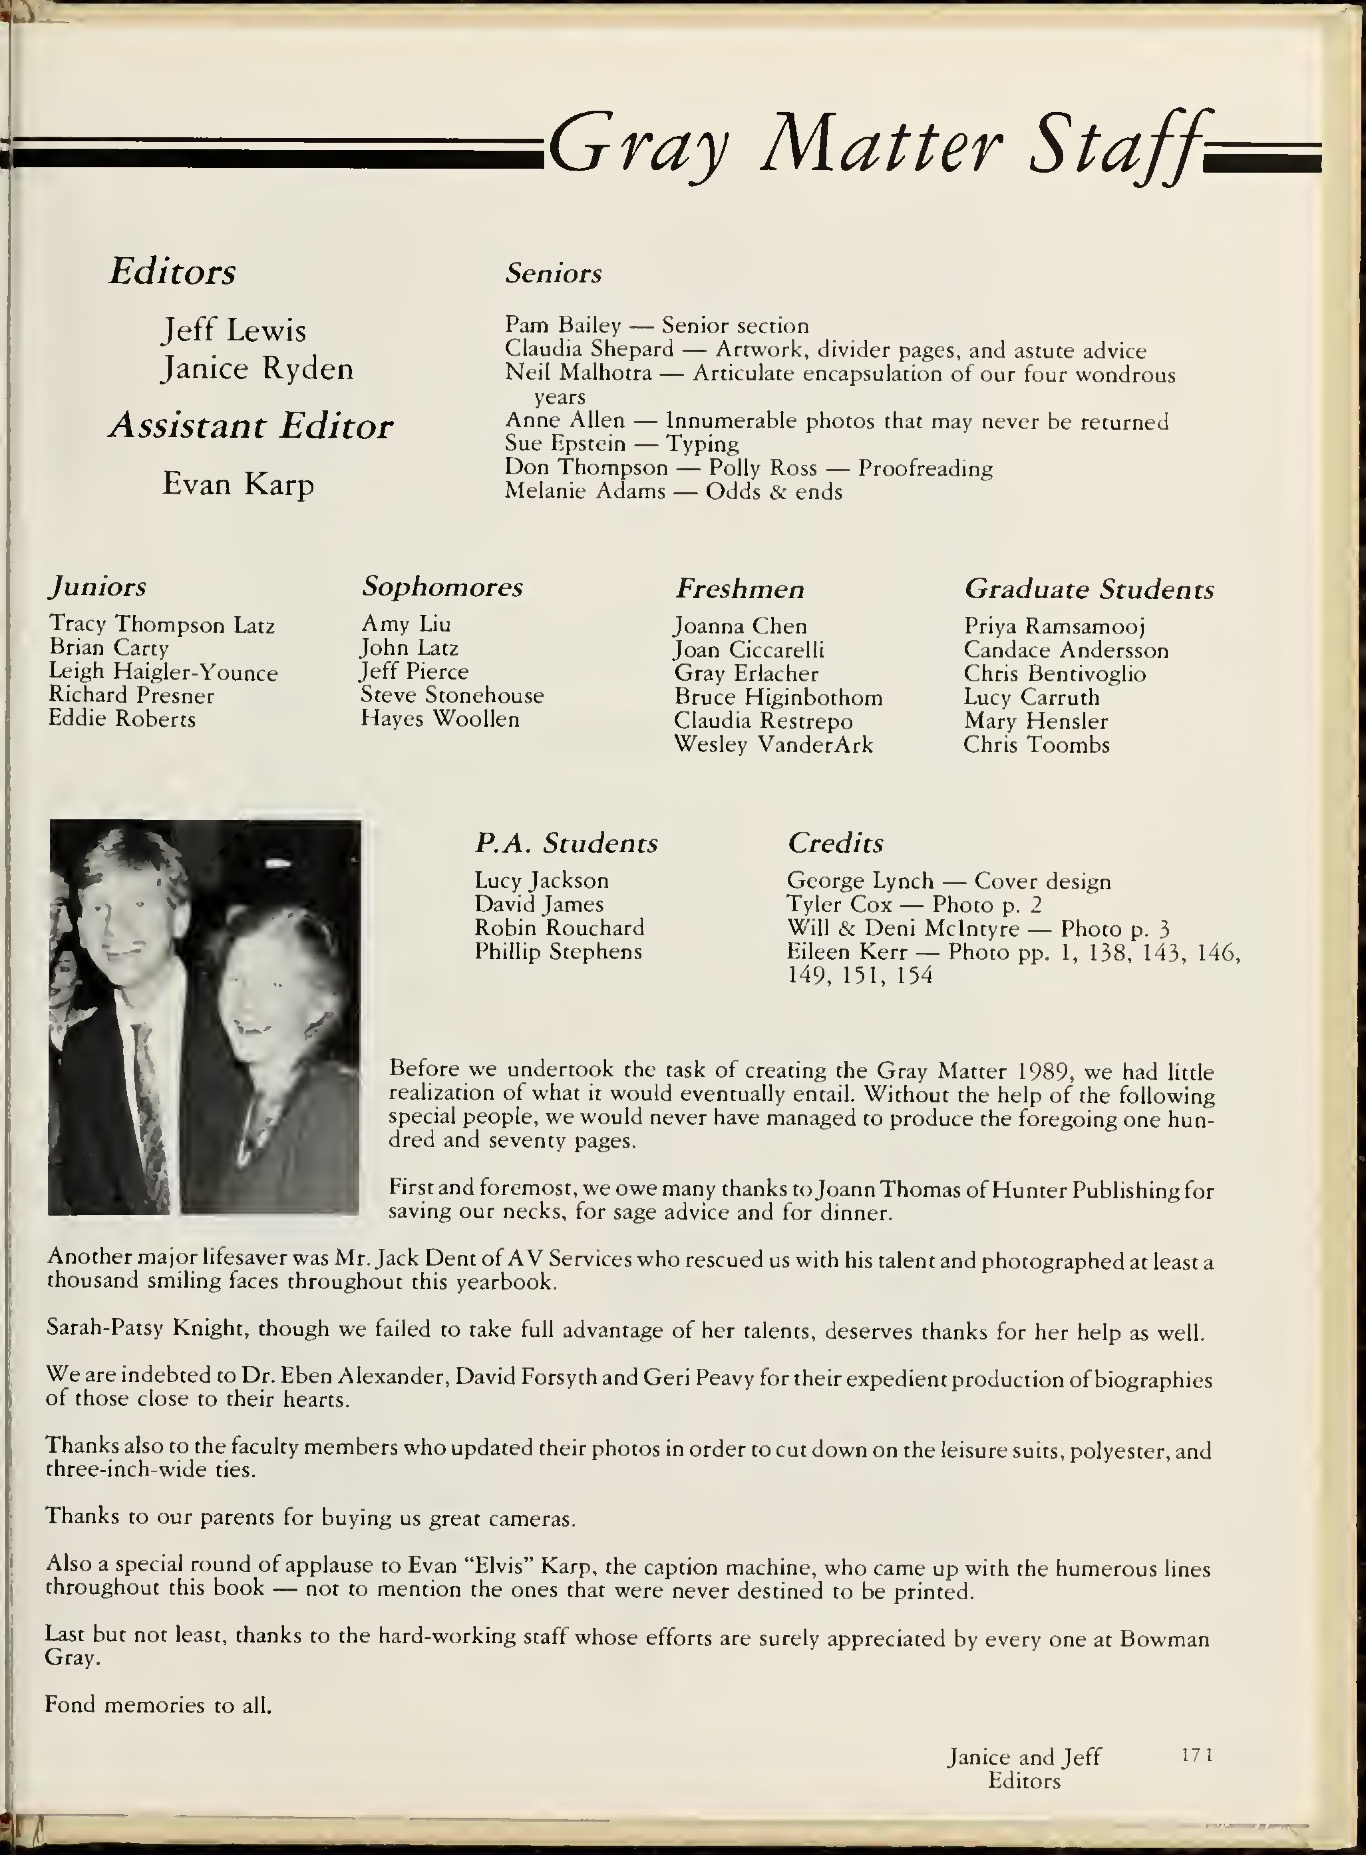 Gray Matter Staff
Editors
Jeff Lewis
Janice Ryden
Assistant Editor
Evan Karp
Seniors
Pam Bailey — Senior section
Claudia Shepard — Artwork, divider pages, and astute advice
Neil Malhotra — Articulate encapsulation of our four wondrous
years
Anne Allen — Innumerable photos that may never be returned
Sue Epstein — Typing
Don Thompson — Polly Ross — Proofreading
Melanie Adams — Odds & ends
Juniors
Tracy Thompson Latz
Brian Carty
Leigh Haigler-Younce
Richard Presner
Eddie Roberts
Sophomores
Amy Liu
John Latz
Jeff Pierce
Steve Stonehouse
Hayes Woollen
Freshmen
Joanna Chen
Joan Ciccarelli
Gray Erlacher
Bruce Higinbothom
Claudia Restrepo
Wesley VanderArk
Graduate Students
Priya Ramsamooj
Candace Andersson
Chris Bentivoglio
Lucy Carruth
Mary Hensler
Chris Toombs
P.A. Students
Lucy Jackson
David James
Robin Rouchard
Phillip Stephens
Credits
George Lynch — Cover design
Tyler Cox — Photo p. 2
Will & Deni McIntyre — Photo p. 3
Eileen Kerr — Photo pp. 1, 138, 143, 146,
149, 151, 154
Before we undertook the task of creating the Gray Matter 1989, we had little
realization of what it would eventually entail. Without the help of the following
special people, we would never have managed to produce the foregoing one hun-
dred and seventy pages.
First and foremost, we owe many thanks to Joann Thomas of Hunter Publishing for
saving our necks, for sage advice and for dinner.
Another major lifesaver was Mr. Jack Dent of AV Services who rescued us with his talent and photographed at least a
thousand smiling faces throughout this yearbook.
Sarah-Patsy Knight, though we failed to take full advantage of her talents, deserves thanks for her help as well.
We are indebted to Dr. Eben Alexander, David Forsyth and Geri Peavy for their expedient production of biographies
of those close to their hearts.
Thanks also to the faculty members who updated their photos in order to cut down on the leisure suits, polyester, and
three-inch-wide ties.
Thanks to our parents for buying us great cameras.
Also a special round of applause to Evan “Elvis” Karp, the caption machine, who came up with the humerous lines
throughout this book — not to mention the ones that were never destined to be printed.
Last but not least, thanks to the hard-working staff whose efforts are surely appreciated by every one at Bowman
Gray.
Fond memories to all.
Janice and Jeff
Editors
171